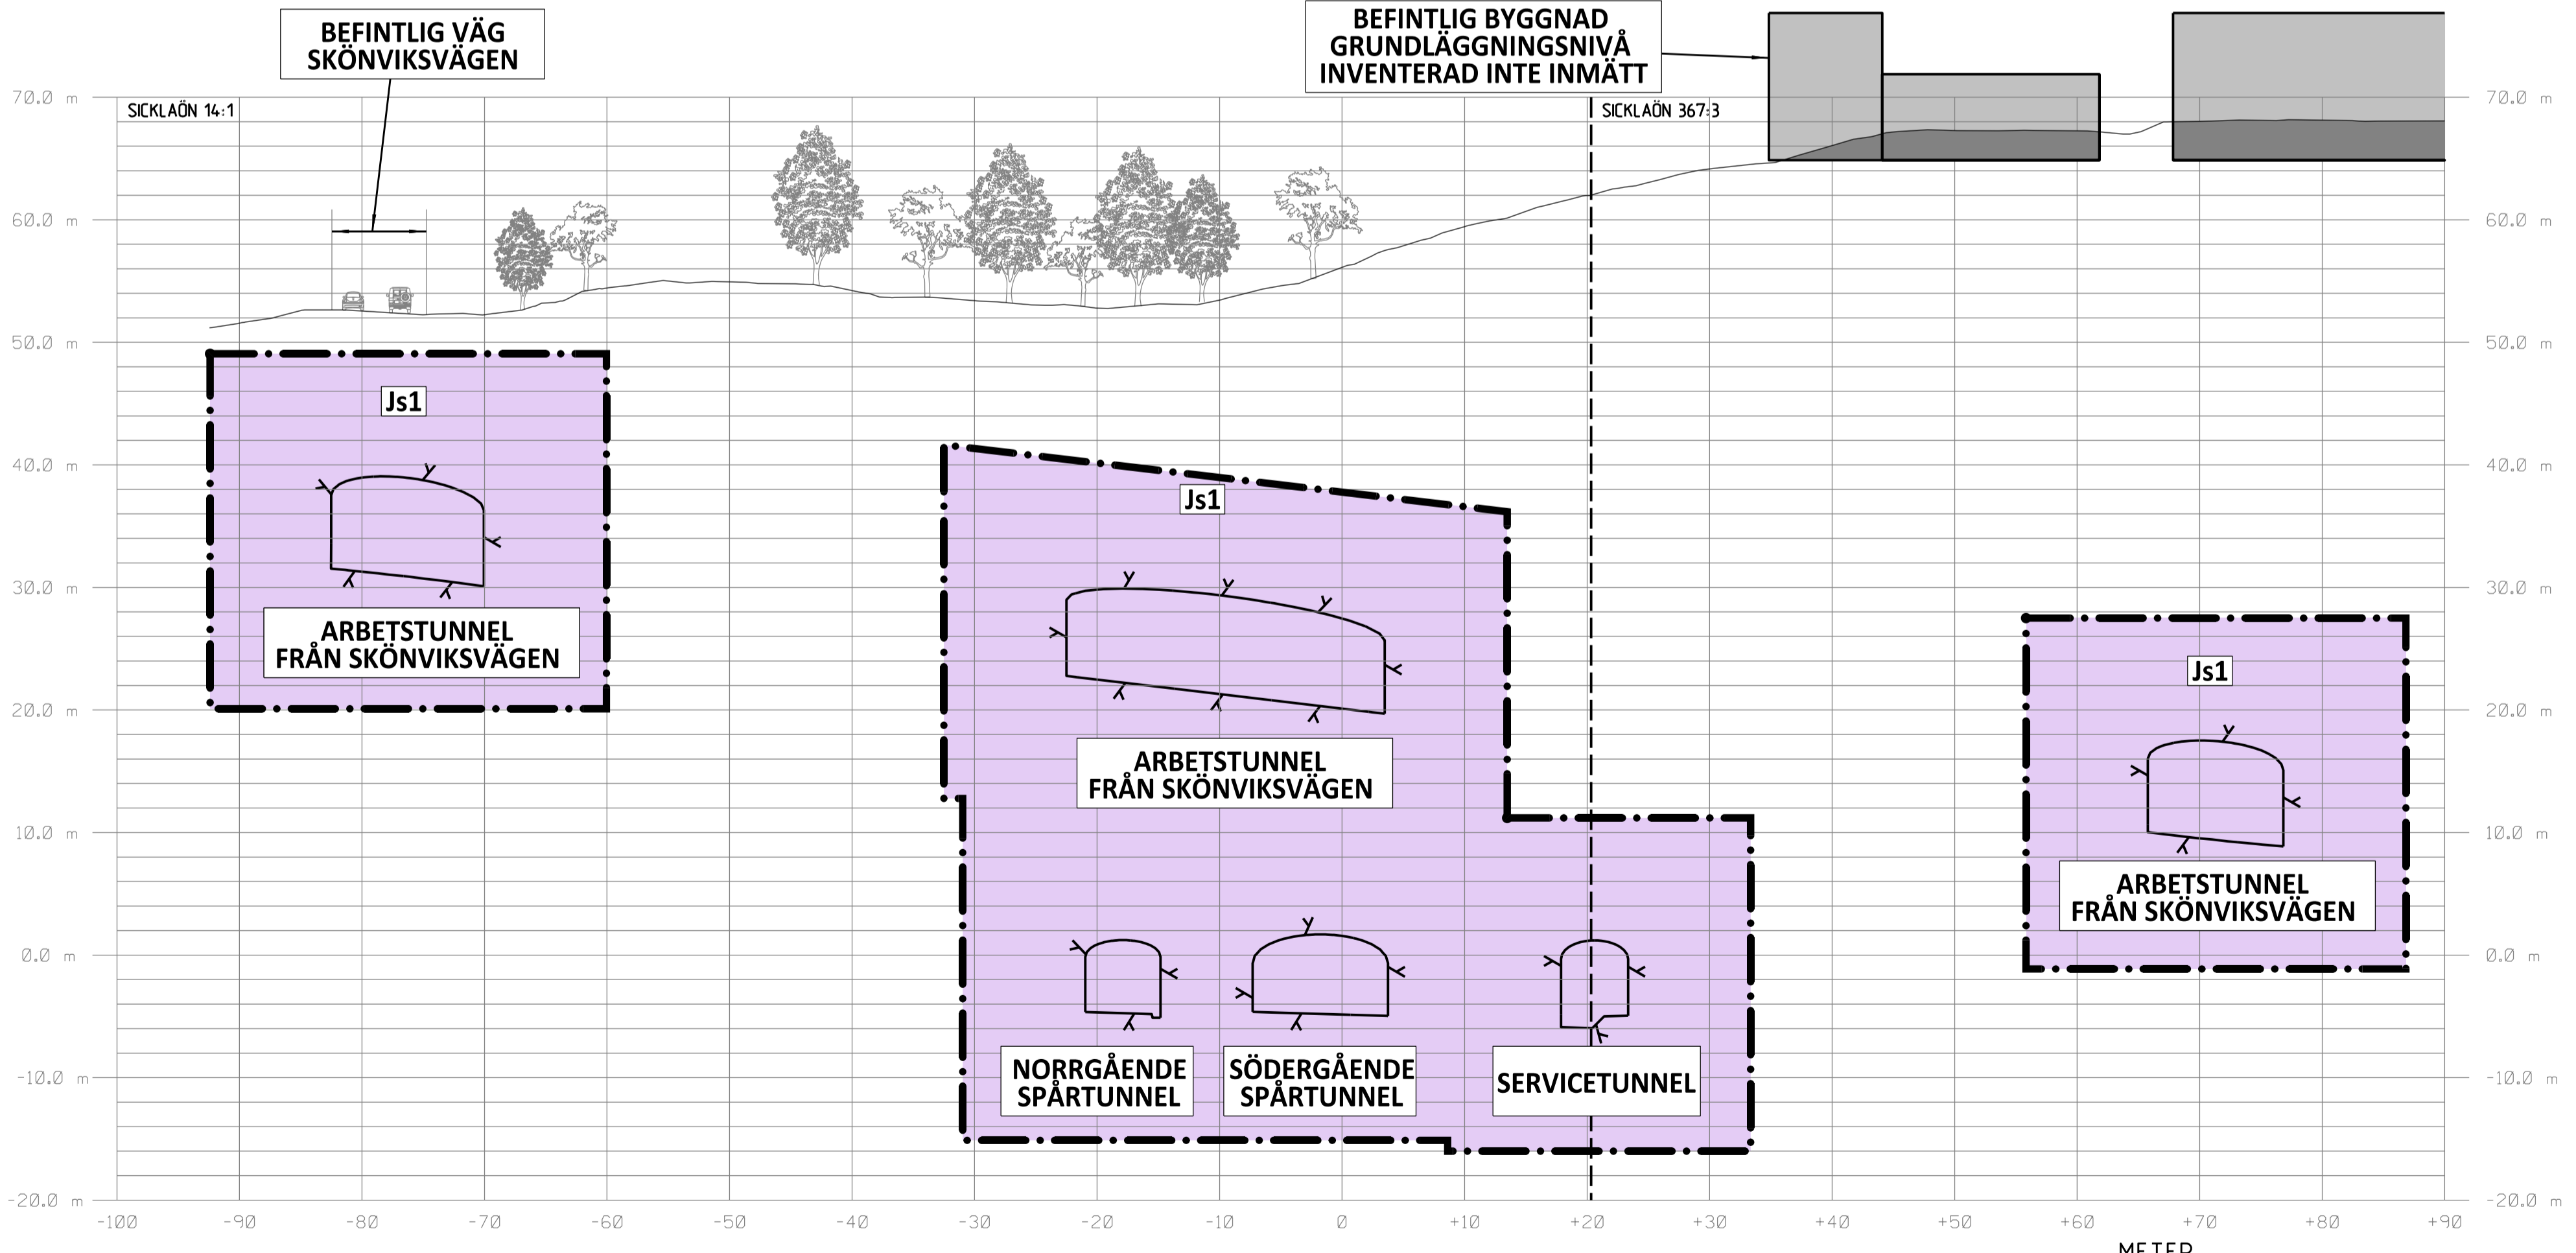 BEFINTLIG VÄG
SKÖNVIKSVÄGEN
BEFINTLIG BYGGNAD
GRUNDLÄGGNINGSNIVÅ
INVENTERAD INTE INMÄTT
70.0 m
SICKLAÖN 14:1
SICKLAÖN 367:3
70.0 m
60.0 m
60.0 m
50.0 m
50.0 m
Js1
40.0 m
40.0 m
Js1
30.0 m
30.0 m
ARBETSTUNNEL
FRÅN SKÖNVIKSVÄGEN
Js1
20.0 m
20.0 m
ARBETSTUNNEL
FRÅN SKÖNVIKSVÄGEN
10.0 m
10.0 m
ARBETSTUNNEL
FRÅN SKÖNVIKSVÄGEN
0.0 m
0.0 m
NORRGÅENDE
SPÅRTUNNEL
SÖDERGÅENDE
SPÅRTUNNEL
SERVICETUNNEL
-10.0 m
-10.0 m
-20.0 m
-20.0 m
-100 -90 -80 -70 -60 -50 -40 -30 -20 -10 0 +10 +20 +30 +40 +50 +60 +70 +80 +90
METER